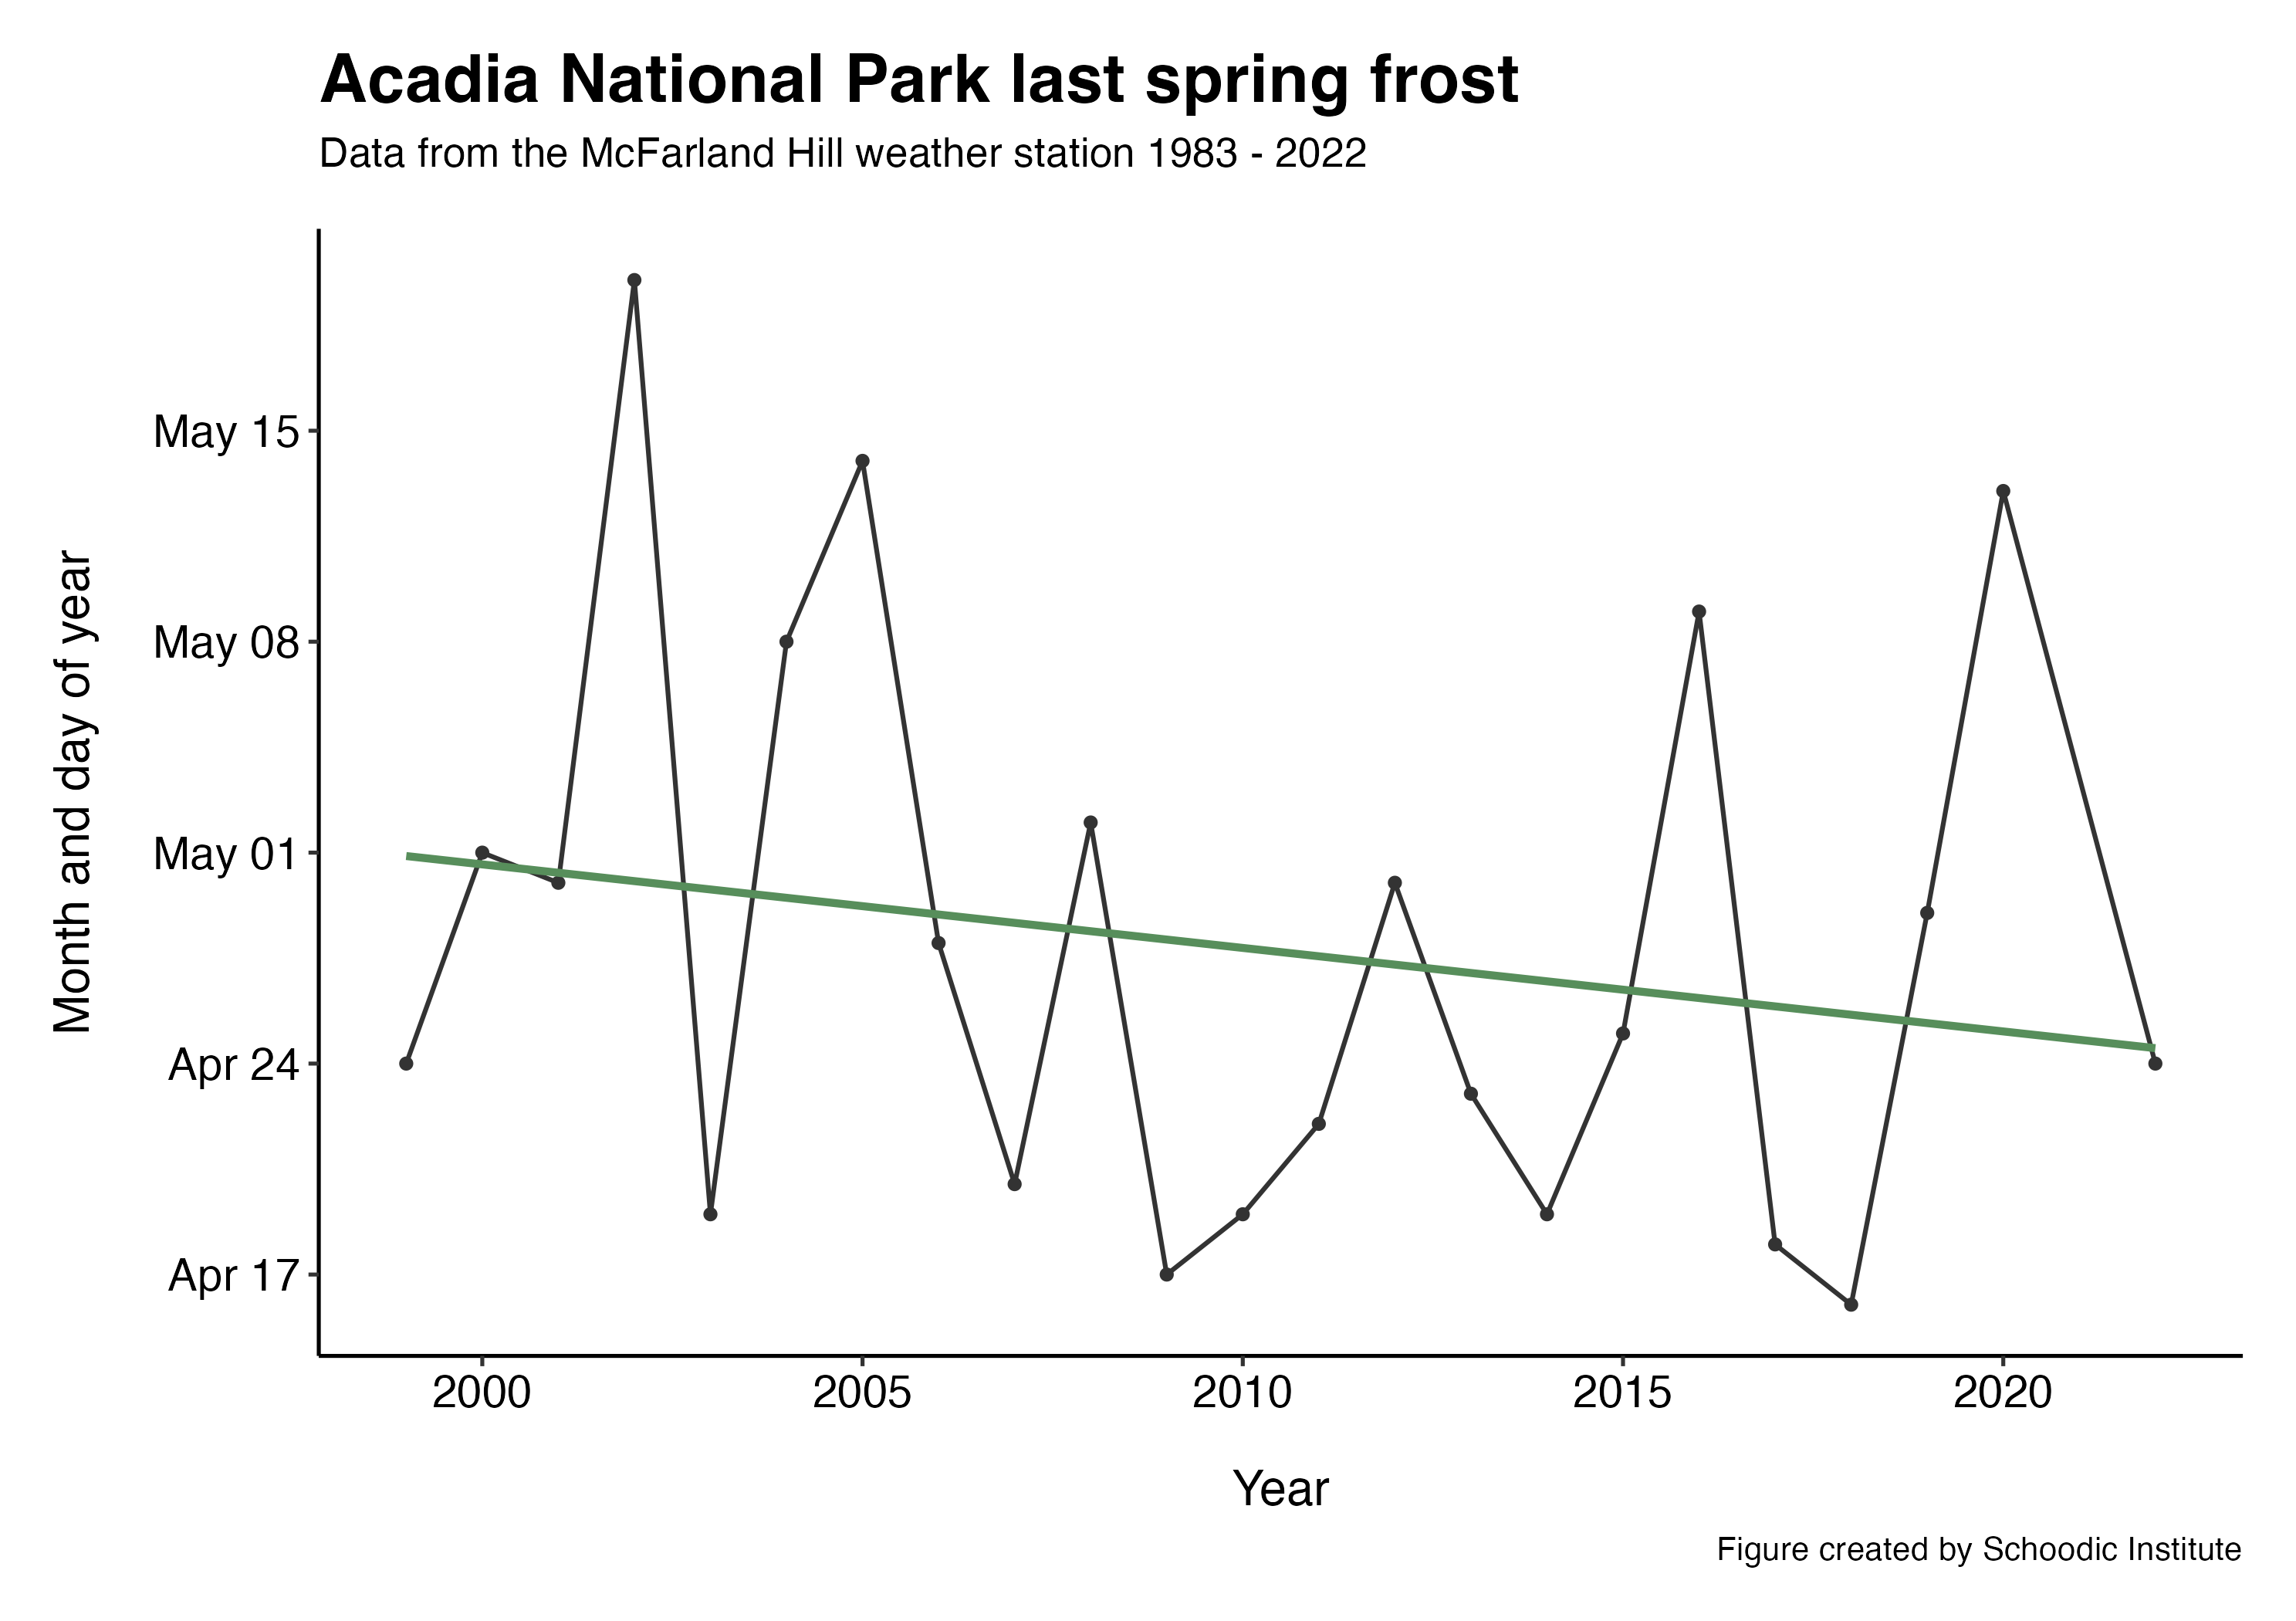 Acadia National Park last spring frost
Data from the McFarland Hill weather station 1983 - 2022
Month and day of year
May 15
May 08
May 01
Apr 24
Apr 17
2000 2005 2010 2015 2020
Year
Figure created by Schoodic Institute